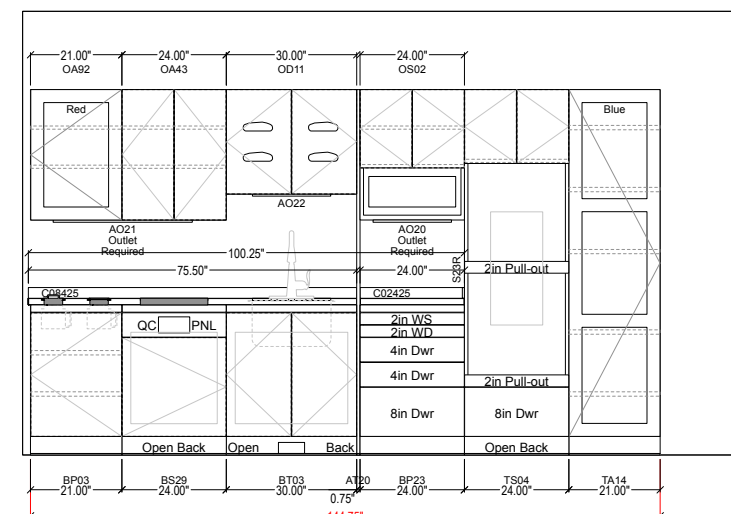 21.00" 24.00" 30.00" 24.00"
OA92 OA43 OD11 OS02
Red Blue
AO22
AO21 AO20
Outlet Outlet
Required Required
100.25"
75.50" 24.00"
S23R
2in Pull-out
C08425 C02425
QC PNL
2in WS
2in WD
4in Dwr
4in Dwr
2in Pull-out
8in Dwr 8in Dwr
Open Back Open Back Open Back
BP03 BS29 BT03 AT20 BP23 TS04 TA14
21.00" 24.00" 30.00" 24.00" 24.00" 21.00"
0.75"
144.75"